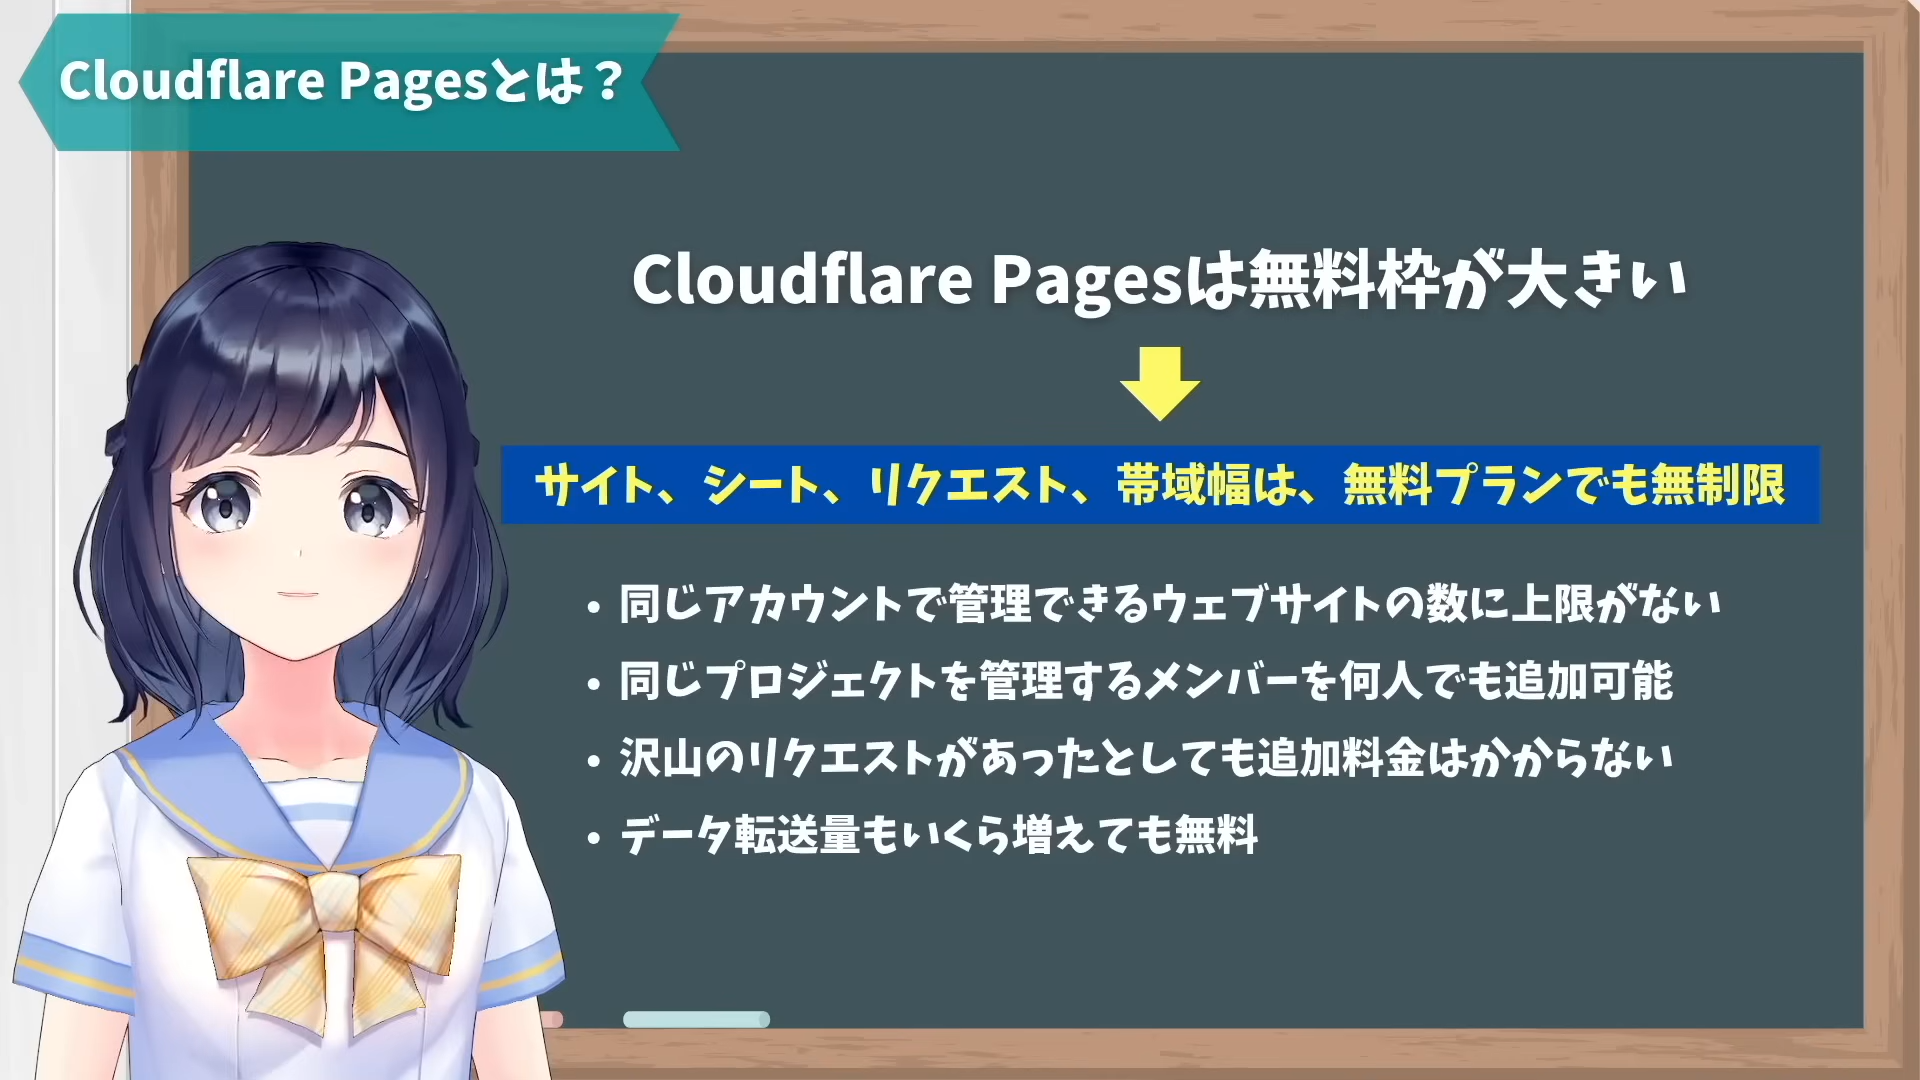 Cloudflare Pagesとは？
Cloudflare Pagesは無料枠が大きい
サイト、シート、リクエスト、帯域幅は、無料プランでも無制限
• 同じアカウントで管理できるウェブサイトの数に上限がない
• 同じプロジェクトを管理するメンバーを何人でも追加可能
• 沢山のリクエストがあったとしても追加料金はかからない
• データ転送量もいくら増えても無料